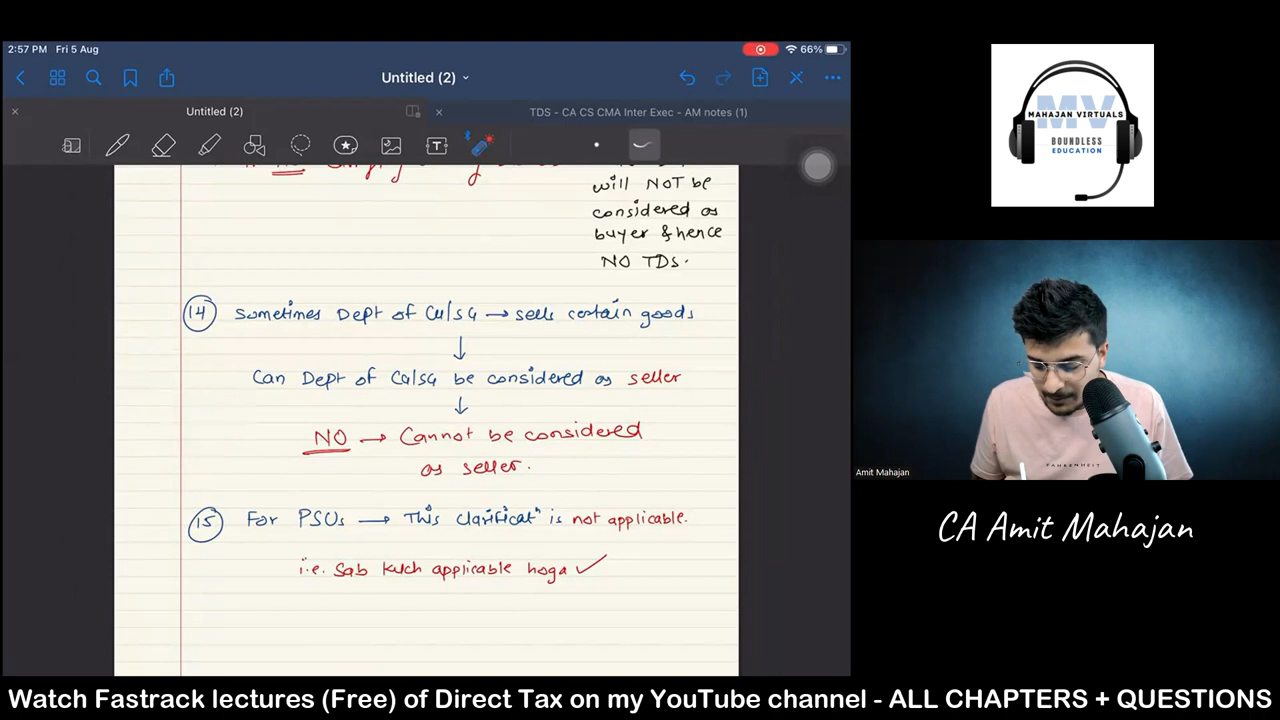 2:57 PM Fri 5 Aug
66%
Untitled (2)
Untitled (2)
TDS - CA CS CMA Inter Exec - AM notes (1)
will NOT be
considered as
buyer & hence
NO TDS.
14 Sometimes Dept of CG/SG → sells certain goods
Can Dept of CG/SG be considered as seller
NO → Cannot be considered
as seller.
15 For PSUs → This clarificatⁿ is not applicable.
i.e. Sab kuch applicable hoga ✓
MV
MAHAJAN VIRTUALS
BOUNDLESS
EDUCATION
FAHRENHEIT
Amit Mahajan
CA Amit Mahajan
Watch Fastrack lectures (Free) of Direct Tax on my YouTube channel - ALL CHAPTERS + QUESTIONS